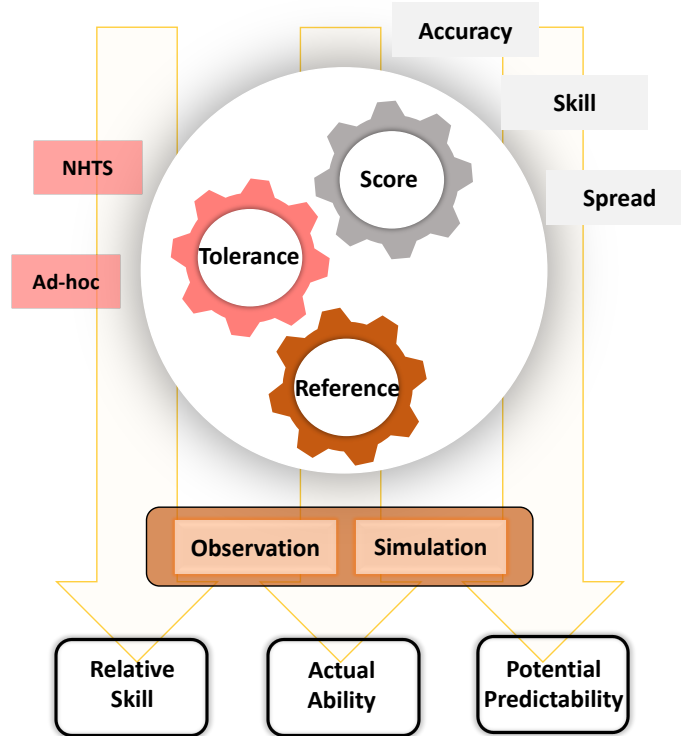 Accuracy
Skill
Score
NHTS
Spread
Tolerance
Ad-hoc
Reference
Observation
Simulation
Relative
Skill
Actual
Ability
Potential
Predictability